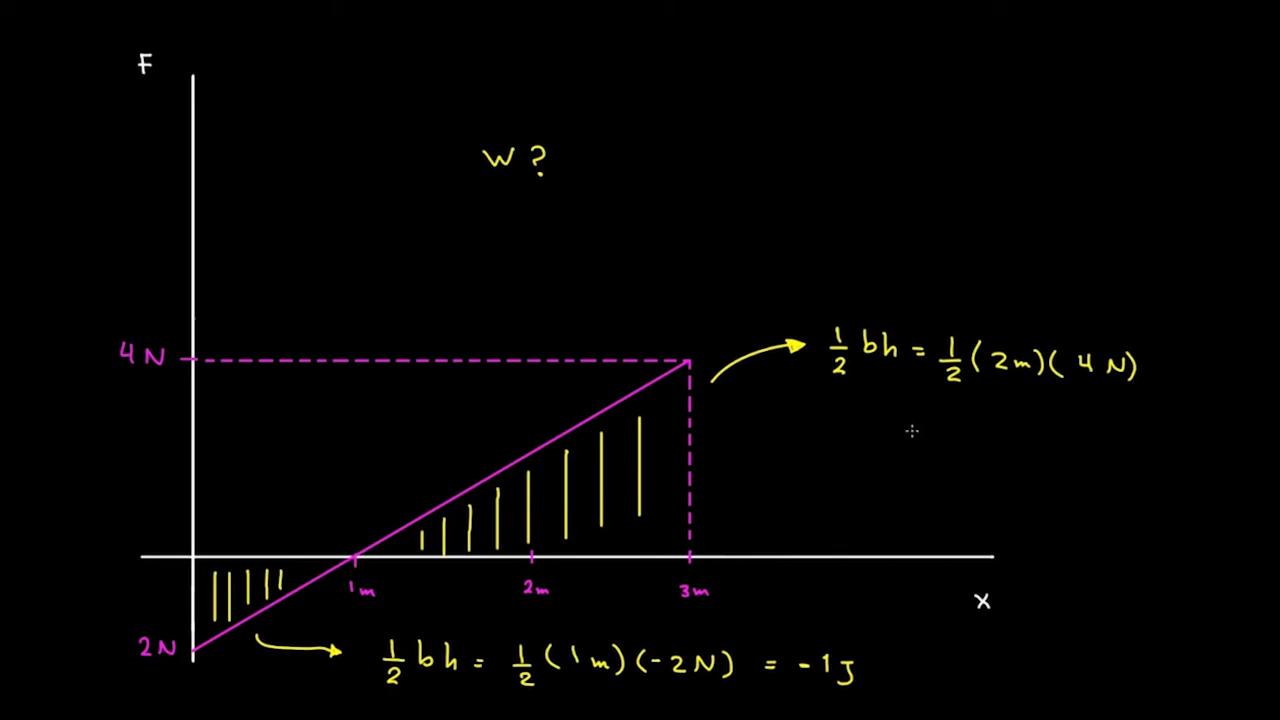 F
W ?
4 N
1/2 bh = 1/2 (2m)( 4 N)
1m
2m
3m
x
2N
1/2 bh = 1/2 (1m)(-2N) = -1J